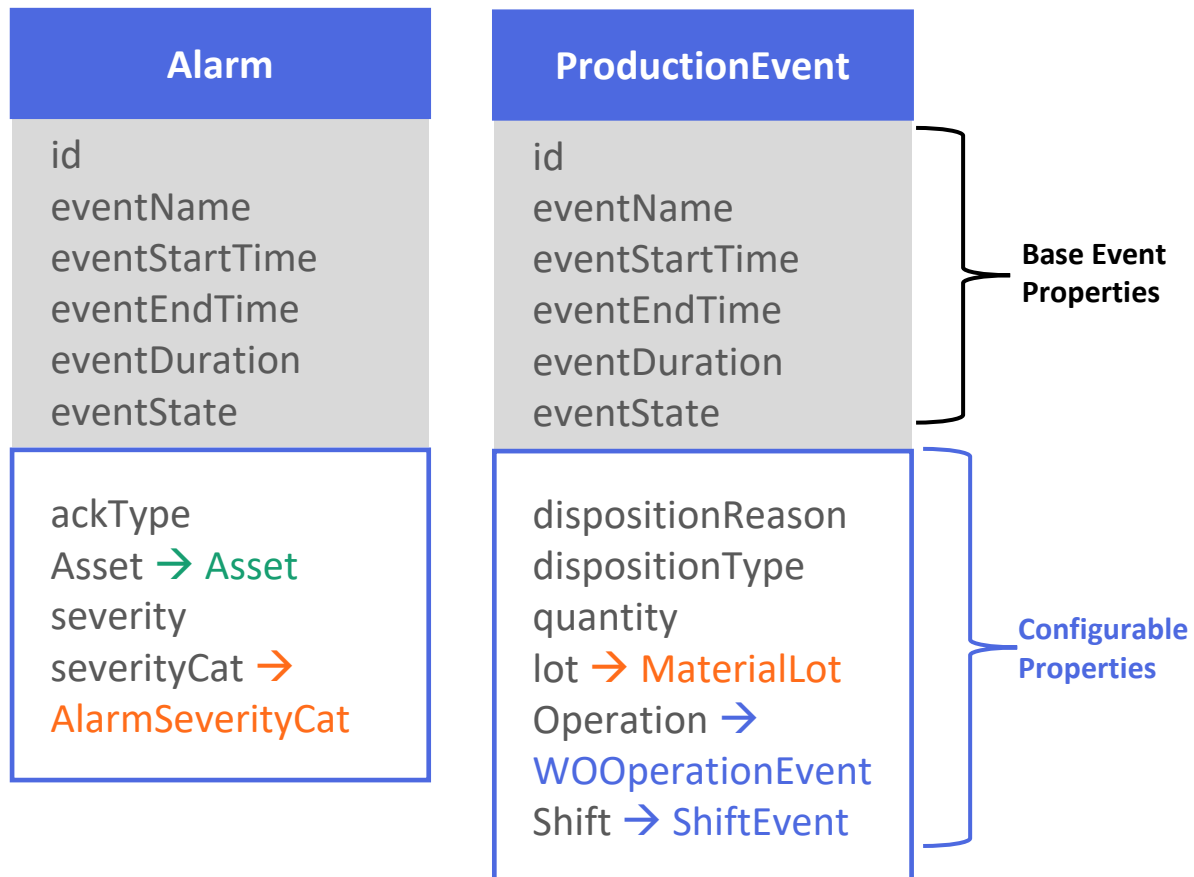 Alarm
id
eventName
eventStartTime
eventEndTime
eventDuration
eventState
ackType
Asset → Asset
severity
severityCat →
AlarmSeverityCat
ProductionEvent
id
eventName
eventStartTime
eventEndTime
eventDuration
eventState
dispositionReason
dispositionType
quantity
lot → MaterialLot
Operation →
WOOperationEvent
Shift → ShiftEvent
Base Event
Properties
Configurable
Properties